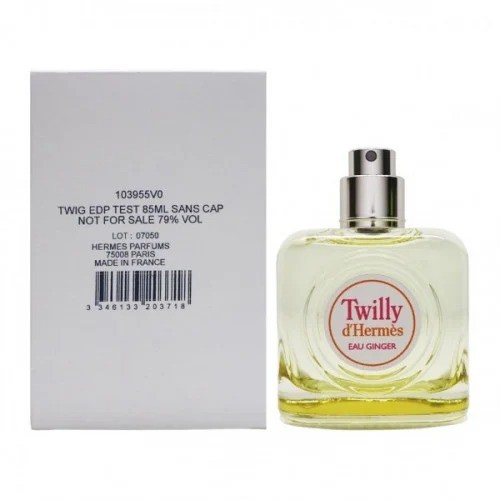 103955V0
TWIG EDP TEST 85ML SANS CAP
NOT FOR SALE 79% VOL
LOT : 07050
HERMES PARFUMS
75008 PARIS
MADE IN FRANCE
3 346133 203718
Twilly
d'Hermès
EAU GINGER